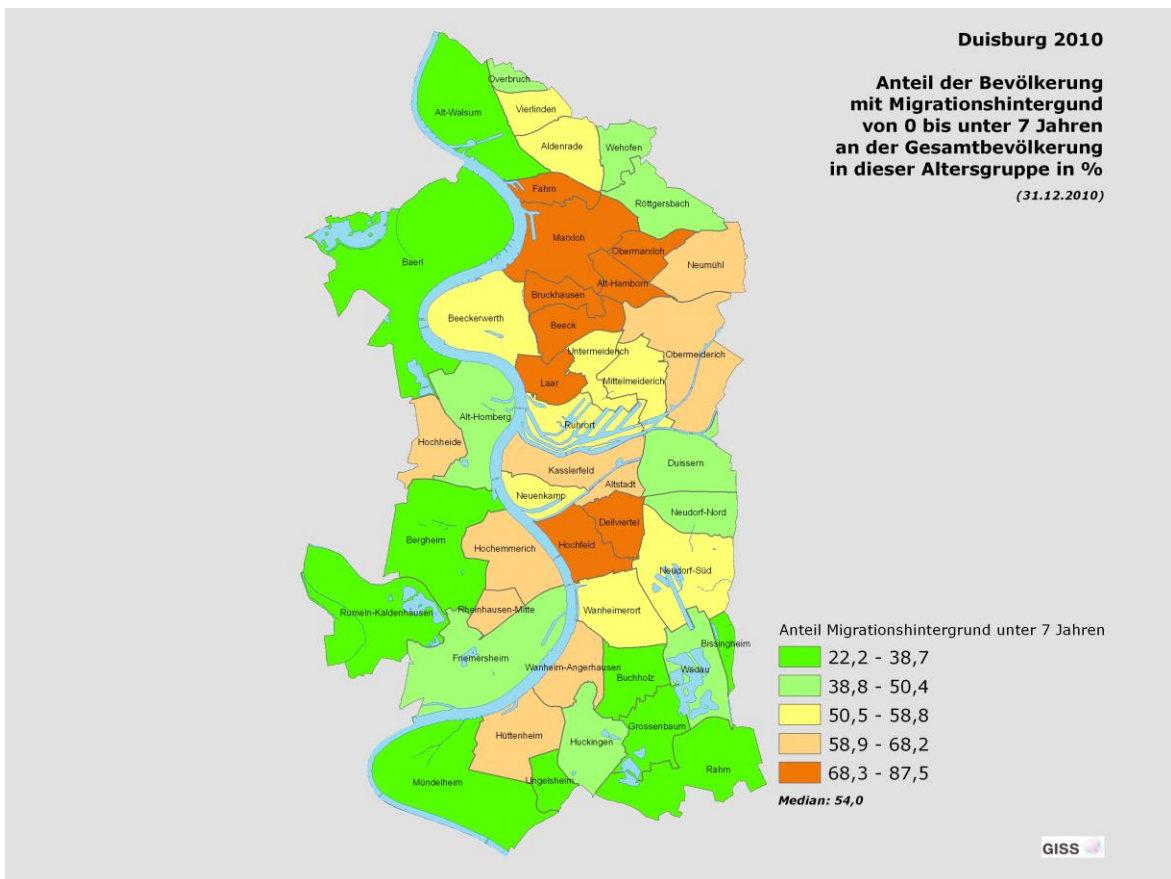 Duisburg 2010
Anteil der Bevölkerung
mit Migrationshintergund
von 0 bis unter 7 Jahren
an der Gesamtbevölkerung
in dieser Altersgruppe in %
(31.12.2010)
Overbruch
Alt-Walsum
Vierlinden
Aldenrade
Wehofen
Fahrn
Röttgersbach
Marxloh
Obermarxloh
Baerl
Neumühl
Alt-Hamborn
Bruckhausen
Beeckerwerth
Beeck
Untermeiderich
Obermeiderich
Laar
Mittelmeiderich
Alt-Homberg
Ruhrort
Hochheide
Kasslerfeld
Duissern
Altstadt
Neuenkamp
Neudorf-Nord
Dellviertel
Bergheim
Hochemmerich
Hochfeld
Neudorf-Süd
Rumeln-Kaldenhausen
Rheinhausen-Mitte
Wanheimerort
Bissingheim
Friemersheim
Wanheim-Angerhausen
Wedau
Buchholz
Grossenbaum
Hüttenheim
Huckingen
Rahm
Mündelheim
Ungelsheim
Anteil Migrationshintergrund unter 7 Jahren
22,2 - 38,7
38,8 - 50,4
50,5 - 58,8
58,9 - 68,2
68,3 - 87,5
Median: 54,0
GISS